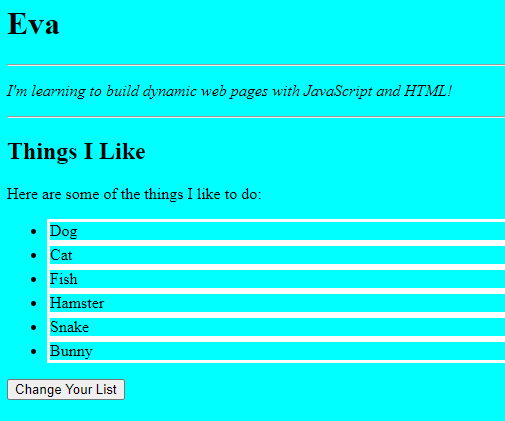 Eva
I'm learning to build dynamic web pages with JavaScript and HTML!
Things I Like
Here are some of the things I like to do:
Dog
Cat
Fish
Hamster
Snake
Bunny
Change Your List